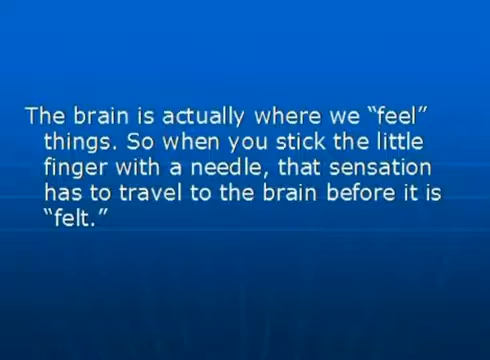 The brain is actually where we “feel”
things. So when you stick the little
finger with a needle, that sensation
has to travel to the brain before it is
“felt.”